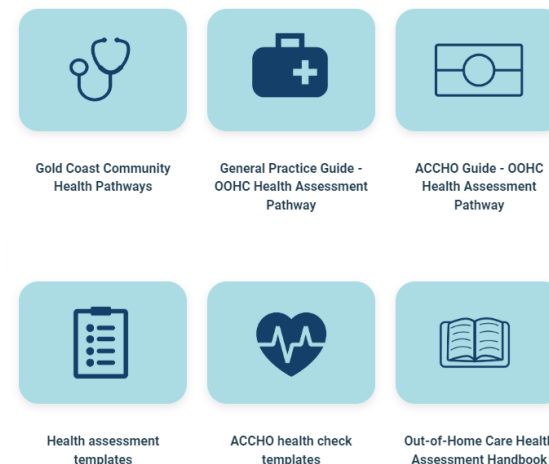 Gold Coast Community
Health Pathways
General Practice Guide -
OOHC Health Assessment
Pathway
ACCHO Guide - OOHC
Health Assessment
Pathway
Health assessment
templates
ACCHO health check
templates
Out-of-Home Care Health
Assessment Handbook